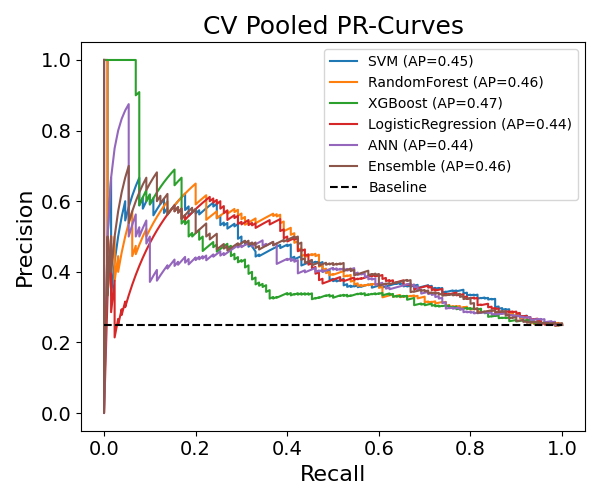 CV Pooled PR-Curves
SVM (AP=0.45)
RandomForest (AP=0.46)
XGBoost (AP=0.47)
LogisticRegression (AP=0.44)
ANN (AP=0.44)
Ensemble (AP=0.46)
Baseline
Precision
1.0
0.8
0.6
0.4
0.2
0.0
0.0 0.2 0.4 0.6 0.8 1.0
Recall